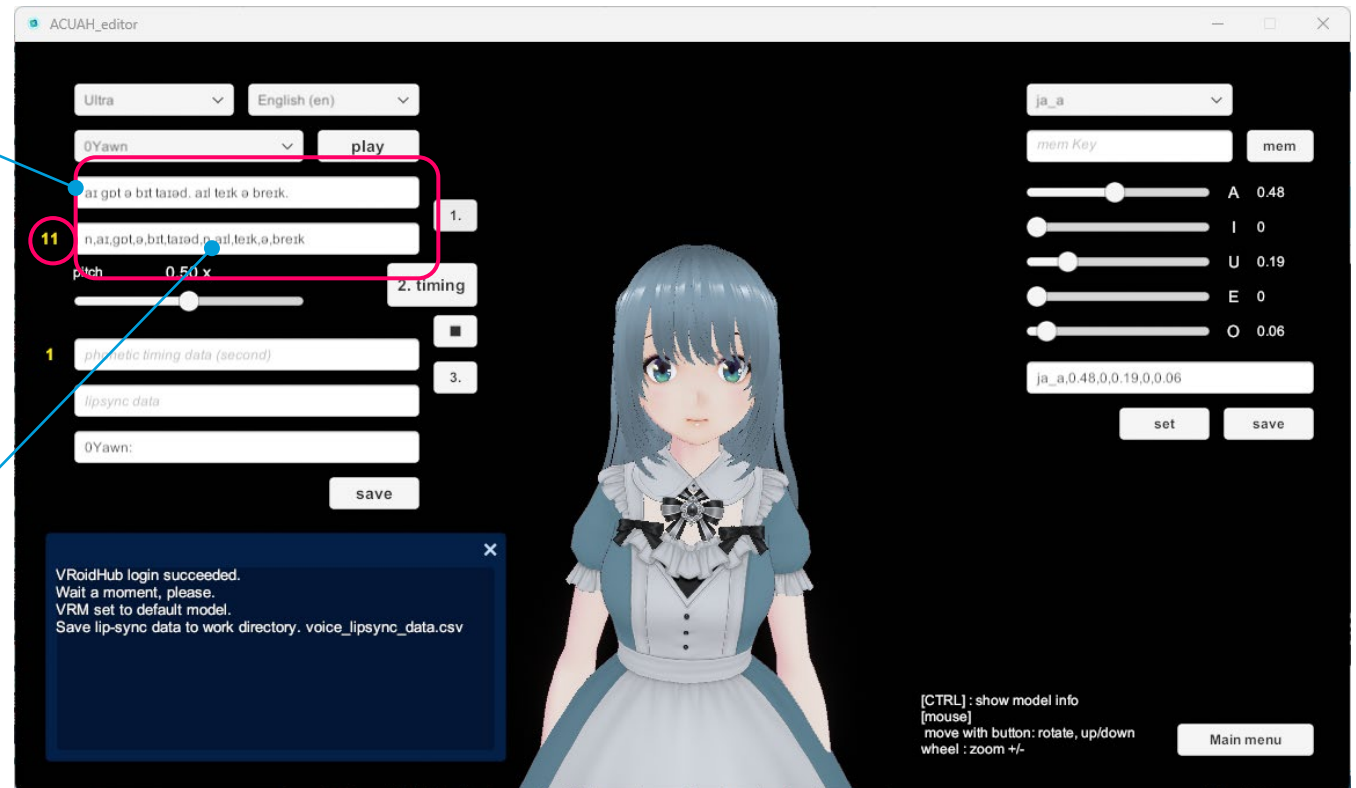 ACUAH_editor
Ultra
English (en)
0Yawn
play
aɪ gɒt ə bɪt taɪəd. aɪl teɪk ə breɪk.
1.
11
n,aɪ,gɒt,ə,bɪt,taɪəd,n,aɪl,teɪk,ə,breɪk
pitch 0.50 x
2. timing
■
1
phonetic timing data (second)
3.
lipsync data
0Yawn:
save
VRoidHub login succeeded.
Wait a moment, please.
VRM set to default model.
Save lip-sync data to work directory. voice_lipsync_data.csv
ja_a
mem Key
mem
A 0.48
I 0
U 0.19
E 0
O 0.06
ja_a,0.48,0,0.19,0,0.06
set
save
[CTRL] : show model info
[mouse]
move with button: rotate, up/down
wheel : zoom +/-
Main menu